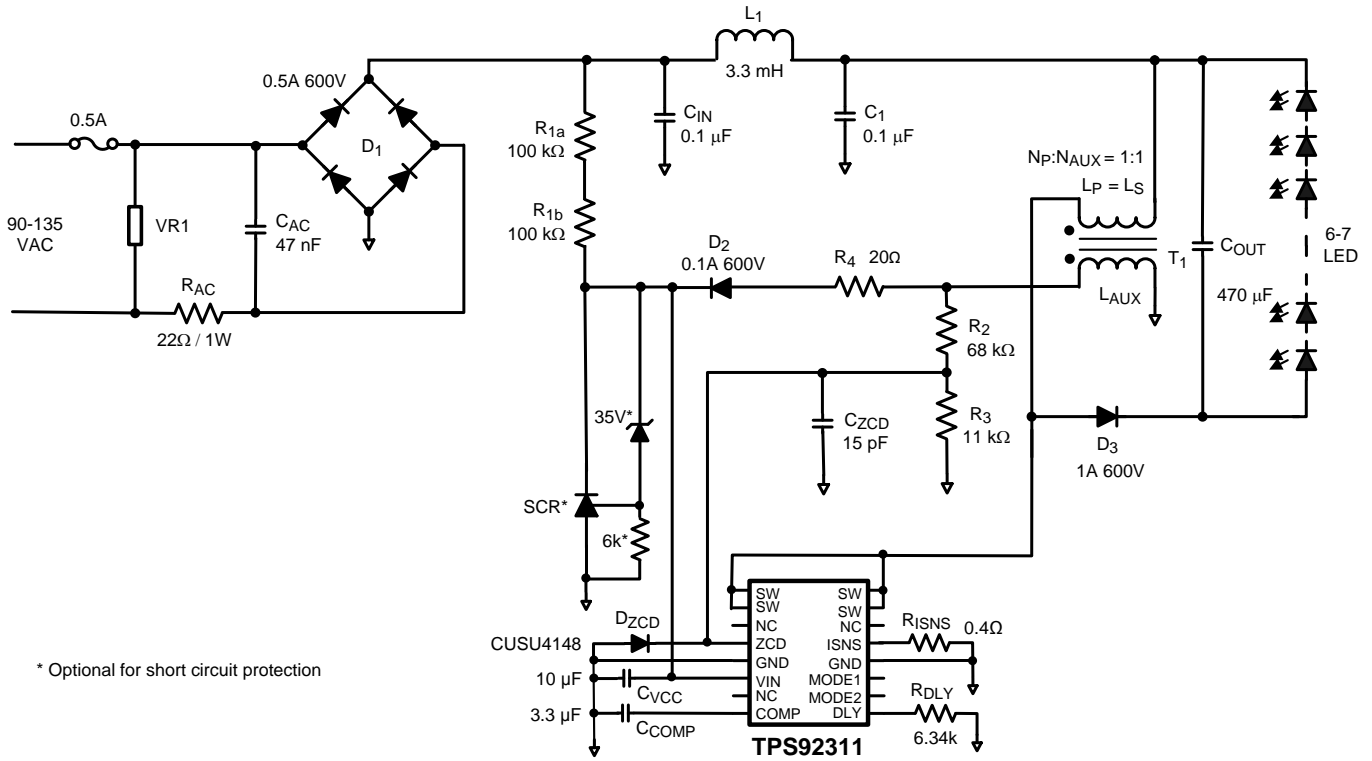 L1
3.3 mH
0.5A 600V
0.5A
D1
CIN
0.1 μF
C1
0.1 μF
R1a
100 kΩ
R1b
100 kΩ
NP:NAUX = 1:1
LP = LS
90-135
VAC
VR1
CAC
47 nF
RAC
22Ω / 1W
D2
0.1A 600V
R4 20Ω
T1
LAUX
COUT
470 μF
6-7
LED
R2
68 kΩ
R3
11 kΩ
CZCD
15 pF
35V*
SCR*
6k*
D3
1A 600V
DZCD
CUSU4148
10 µF
CVCC
3.3 µF
CCOMP
SW
SW
NC
ZCD
GND
VIN
NC
COMP
SW
SW
NC
ISNS
GND
MODE1
MODE2
DLY
RISNS
0.4Ω
RDLY
6.34k
TPS92311
* Optional for short circuit protection